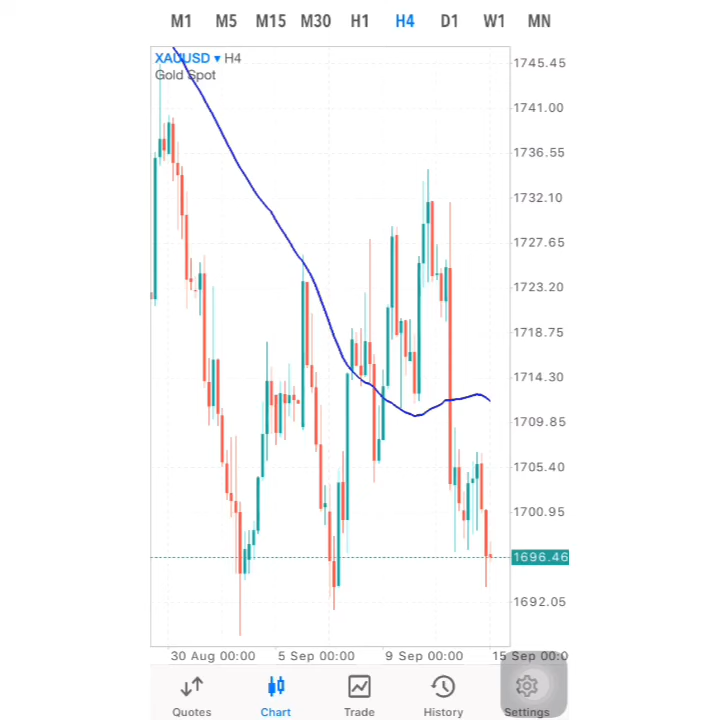 M1 M5 M15 M30 H1 H4 D1 W1 MN
XAUUSD ▾ H4
Gold Spot
1745.45
1741.00
1736.55
1732.10
1727.65
1723.20
1718.75
1714.30
1709.85
1705.40
1700.95
1696.46
1692.05
30 Aug 00:00 5 Sep 00:00 9 Sep 00:00 15 Sep 00:0
Quotes Chart Trade History Settings